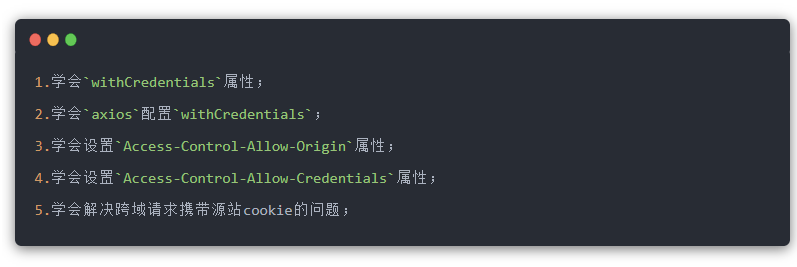 1.学会`withCredentials`属性；
2.学会`axios`配置`withCredentials`；
3.学会设置`Access-Control-Allow-Origin`属性；
4.学会设置`Access-Control-Allow-Credentials`属性；
5.学会解决跨域请求携带源站cookie的问题；